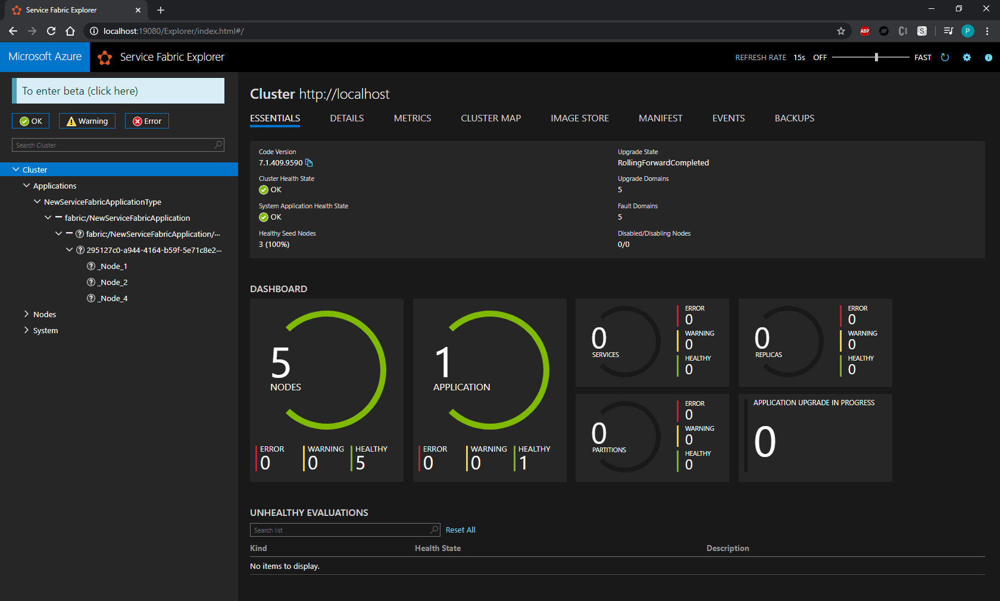 Service Fabric Explorer
localhost:19080/Explorer/index.html#/
ABP
S
P
Microsoft Azure
Service Fabric Explorer
REFRESH RATE 15s OFF FAST
To enter beta (click here)
OK Warning Error
Search Cluster
Cluster
Applications
NewServiceFabricApplicationType
fabric:/NewServiceFabricApplication
fabric:/NewServiceFabricApplication/...
295127c0-a944-4164-b59f-5e71c8e2...
_Node_1
_Node_2
_Node_4
Nodes
System
Cluster http://localhost
ESSENTIALS DETAILS METRICS CLUSTER MAP IMAGE STORE MANIFEST EVENTS BACKUPS
Code Version
7.1.409.9590
Cluster Health State
OK
System Application Health State
OK
Healthy Seed Nodes
3 (100%)
Upgrade State
RollingForwardCompleted
Upgrade Domains
5
Fault Domains
5
Disabled/Disabling Nodes
0/0
DASHBOARD
5
NODES
ERROR
0
WARNING
0
HEALTHY
5
1
APPLICATION
ERROR
0
WARNING
0
HEALTHY
1
0
SERVICES
ERROR
0
WARNING
0
HEALTHY
0
0
REPLICAS
ERROR
0
WARNING
0
HEALTHY
0
0
PARTITIONS
ERROR
0
WARNING
0
HEALTHY
0
APPLICATION UPGRADE IN PROGRESS
0
UNHEALTHY EVALUATIONS
Search list
Reset All
Kind Health State Description
No items to display.